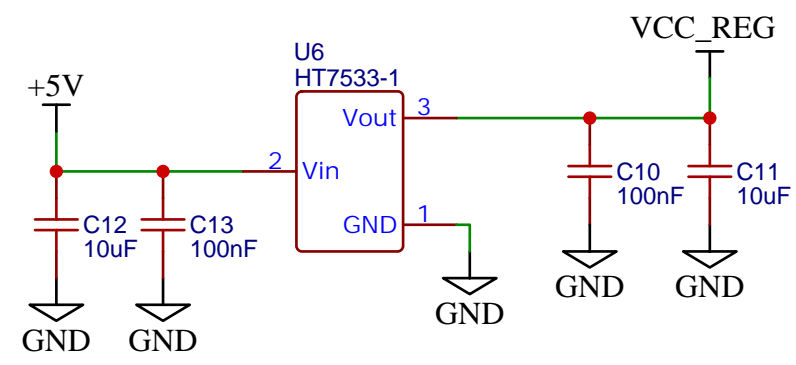 VCC_REG
U6
HT7533-1
+5V
Vout
3
2
Vin
C10
100nF
C11
10uF
GND
1
C12
10uF
C13
100nF
GND
GND
GND
GND
GND